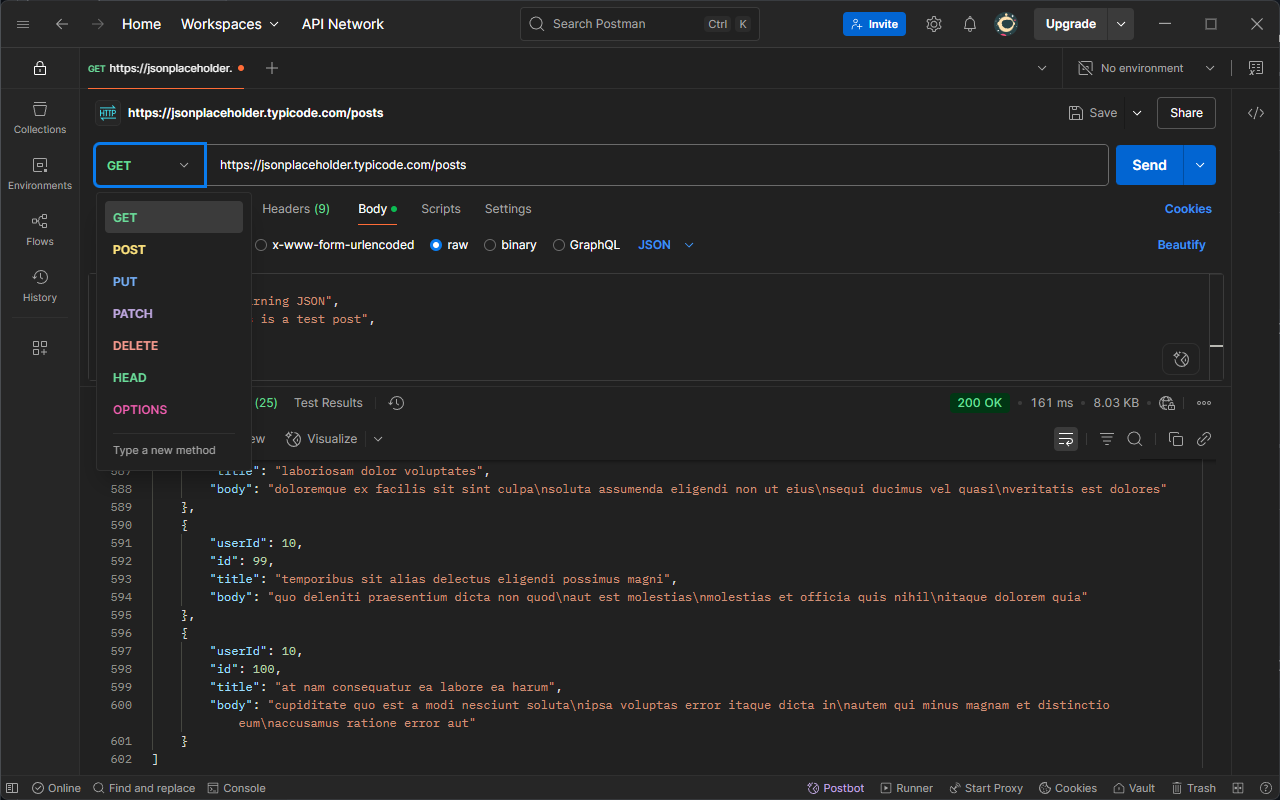 Home Workspaces API Network Search Postman Ctrl K Invite Upgrade
GET https://jsonplaceholder. No environment
HTTP https://jsonplaceholder.typicode.com/posts Save Share
Collections
GET https://jsonplaceholder.typicode.com/posts Send
Environments
GET Headers (9) Body Scripts Settings Cookies
Flows
POST x-www-form-urlencoded raw binary GraphQL JSON Beautify
PUT
History
rning JSON",
PATCH is a test post",
DELETE
HEAD
(25) Test Results 200 OK 161 ms 8.03 KB
OPTIONS
ew Visualize
Type a new method
587 "title": "laboriosam dolor voluptates",
588 "body": "doloremque ex facilis sit sint culpa\nsoluta assumenda eligendi non ut eius\nsequi ducimus vel quasi\nveritatis est dolores"
589 },
590 {
591 "userId": 10,
592 "id": 99,
593 "title": "temporibus sit alias delectus eligendi possimus magni",
594 "body": "quo deleniti praesentium dicta non quod\naut est molestias\nmolestias et officia quis nihil\nitaque dolorem quia"
595 },
596 {
597 "userId": 10,
598 "id": 100,
599 "title": "at nam consequatur ea labore ea harum",
600 "body": "cupiditate quo est a modi nesciunt soluta\nipsa voluptas error itaque dicta in\nautem qui minus magnam et distinctio
eum\naccusamus ratione error aut"
601 }
602 ]
Online Find and replace Console Postbot Runner Start Proxy Cookies Vault Trash